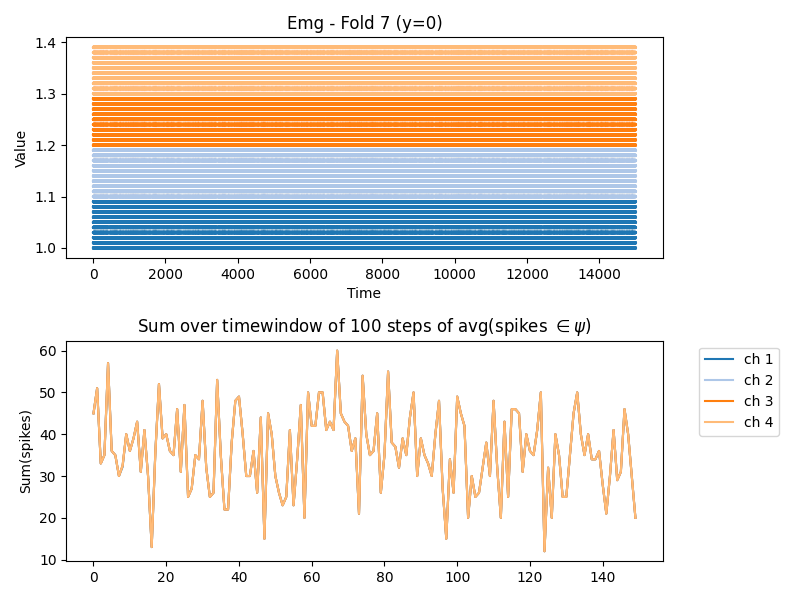 Emg - Fold 7 (y=0)
1.4
1.3
1.2
1.1
1.0
Value
0 2000 4000 6000 8000 10000 12000 14000
Time
Sum over timewindow of 100 steps of avg(spikes ∈ ψ)
60
50
40
30
20
10
Sum(spikes)
0 20 40 60 80 100 120 140
ch 1
ch 2
ch 3
ch 4